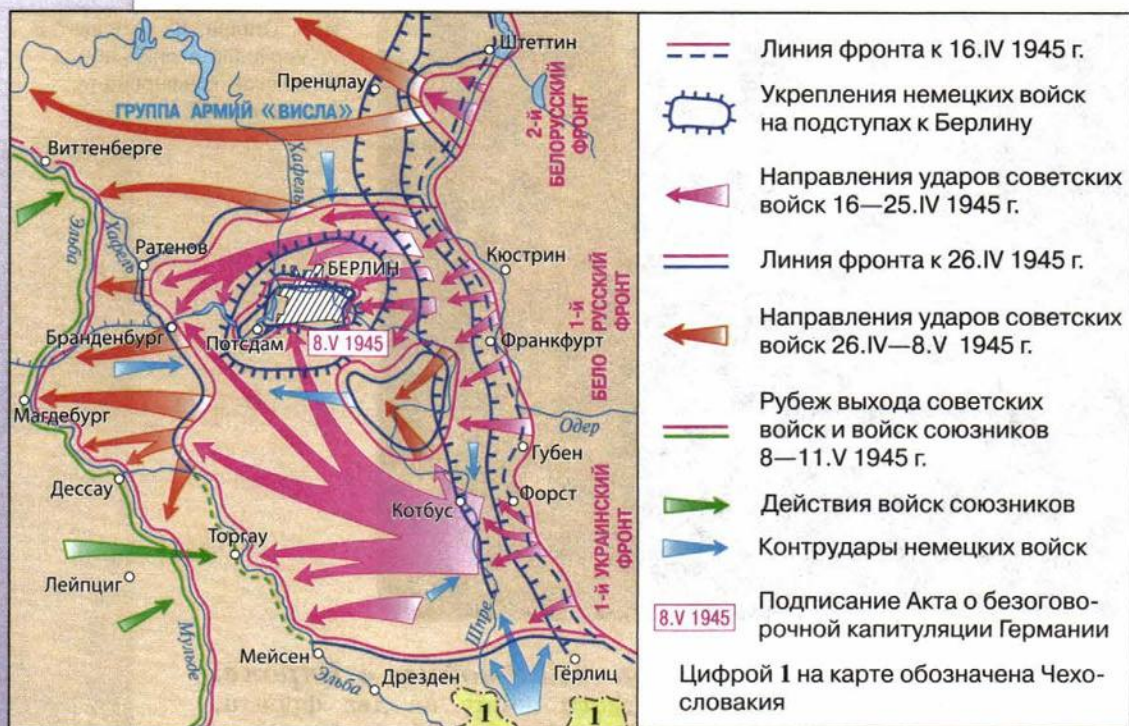 Штеттин
Пренцлау
ГРУППА АРМИЙ «ВИСЛА»
2-й
БЕЛОРУССКИЙ
ФРОНТ
Виттенберге
Хафель
Эльба
Хафель
Ратенов
Кюстрин
БЕРЛИН
1-й
БЕЛО РУССКИЙ
ФРОНТ
Бранденбург
Потсдам
8.V 1945
Франкфурт
Магдебург
Одер
Губен
Дессау
Котбус
Форст
Торгау
1-й УКРАИНСКИЙ
ФРОНТ
Лейпциг
Мульде
Шпре
Мейсен
Эльба
Дрезден
Гёрлиц
1
1
Линия фронта к 16.IV 1945 г.
Укрепления немецких войск
на подступах к Берлину
Направления ударов советских
войск 16—25.IV 1945 г.
Линия фронта к 26.IV 1945 г.
Направления ударов советских
войск 26.IV—8.V 1945 г.
Рубеж выхода советских
войск и войск союзников
8—11.V 1945 г.
Действия войск союзников
Контрудары немецких войск
8.V 1945
Подписание Акта о безогово-
рочной капитуляции Германии
Цифрой 1 на карте обозначена Чехо-
словакия